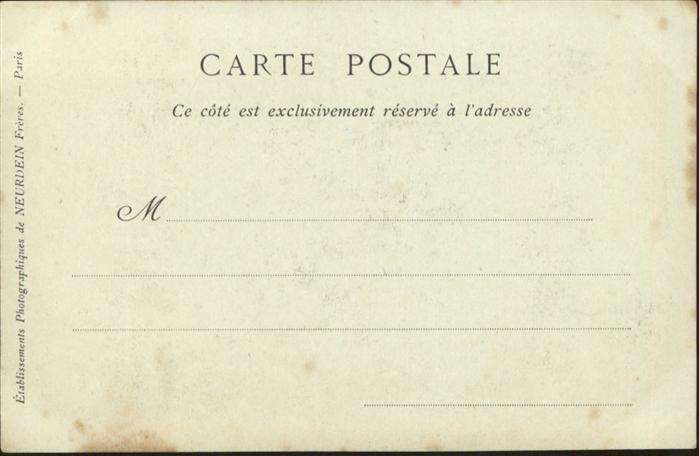 CARTE POSTALE
Ce côté est exclusivement réservé à l'adresse
M
Établissements Photographiques de NEURDEIN Frères. — Paris